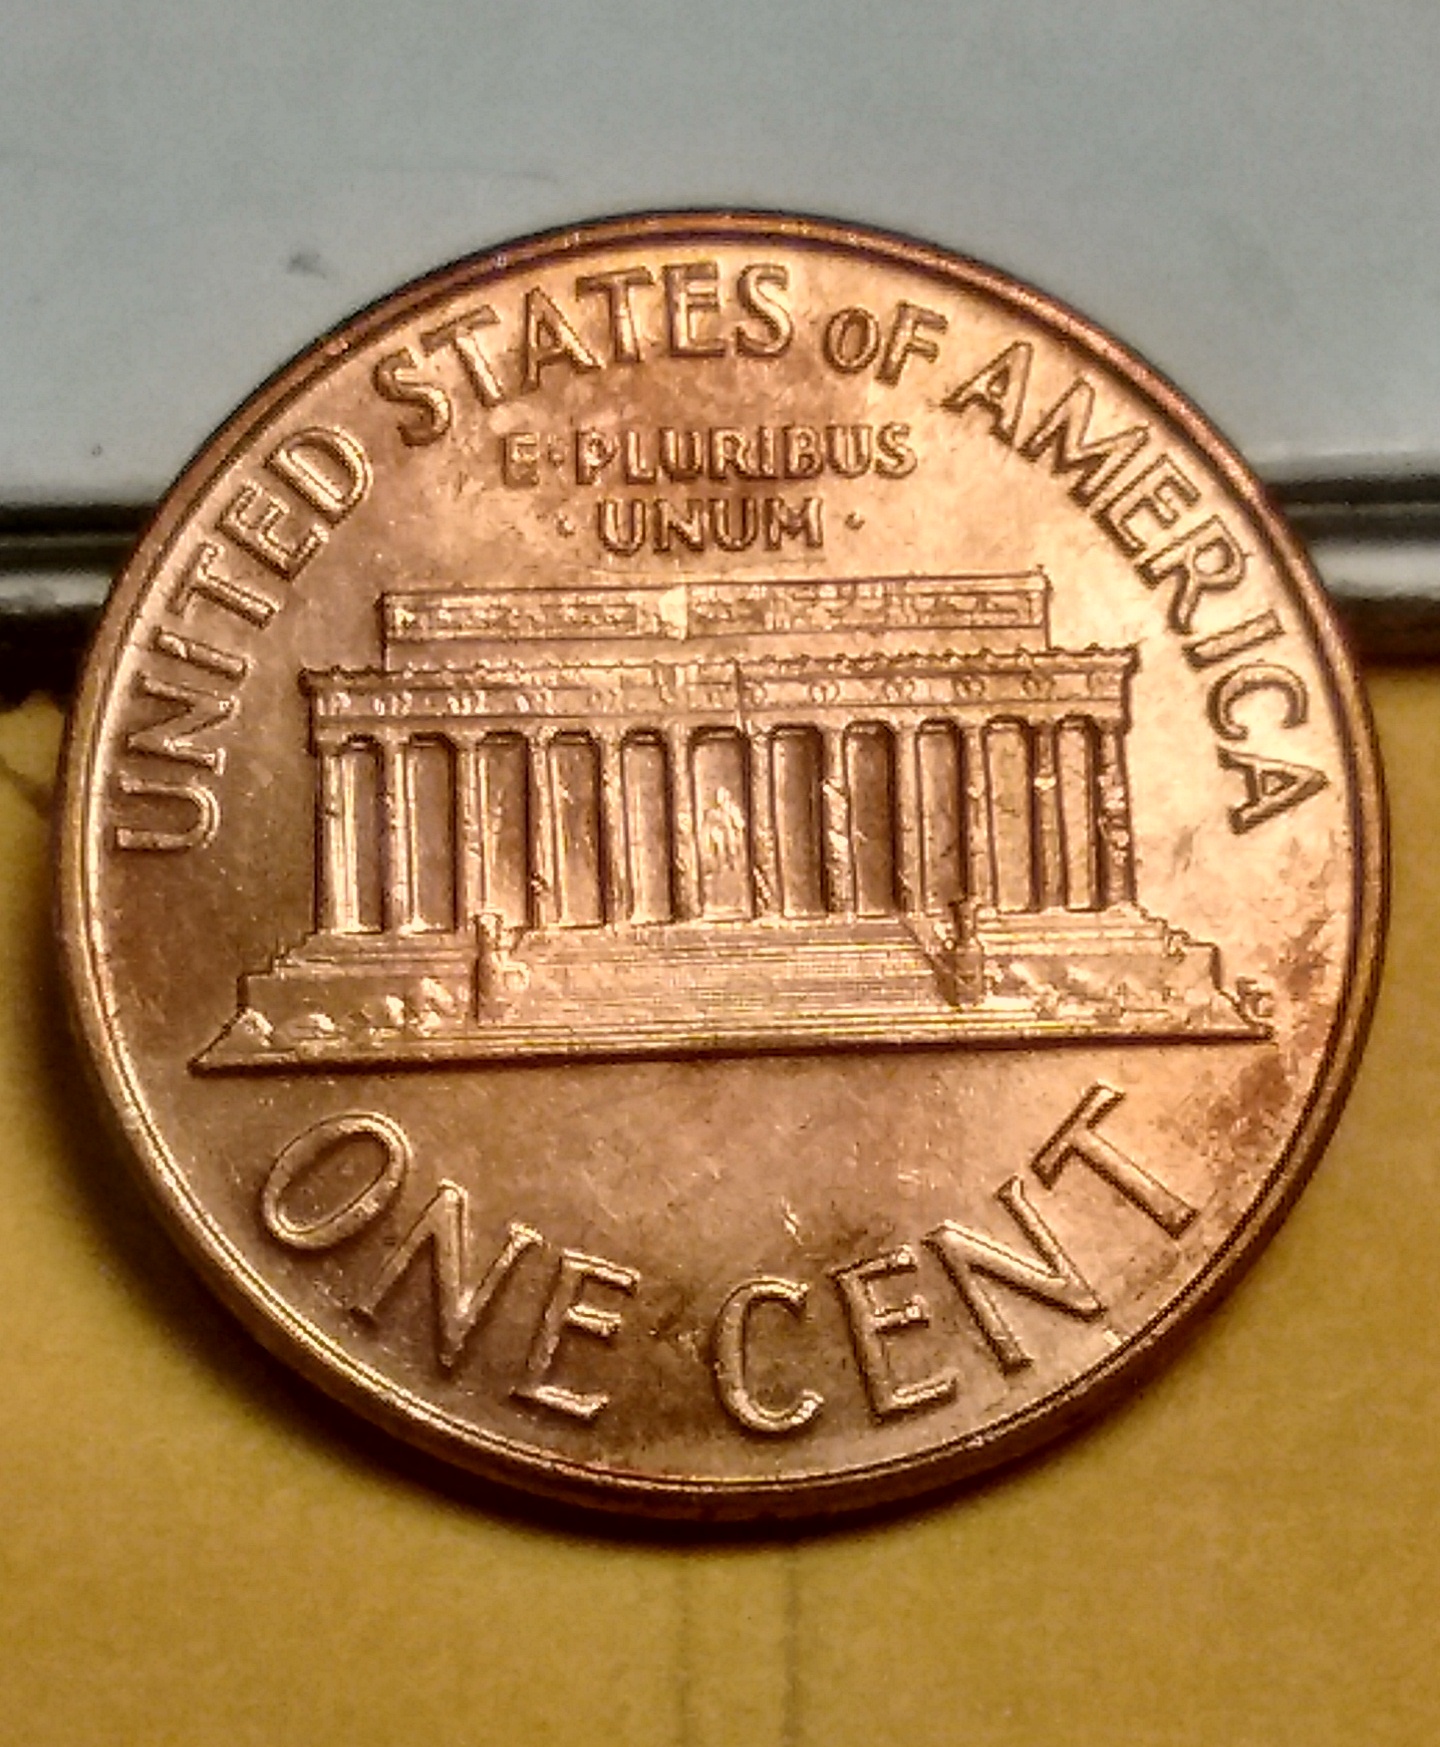 UNITED STATES OF AMERICA
E·PLURIBUS
· UNUM ·
ONE CENT